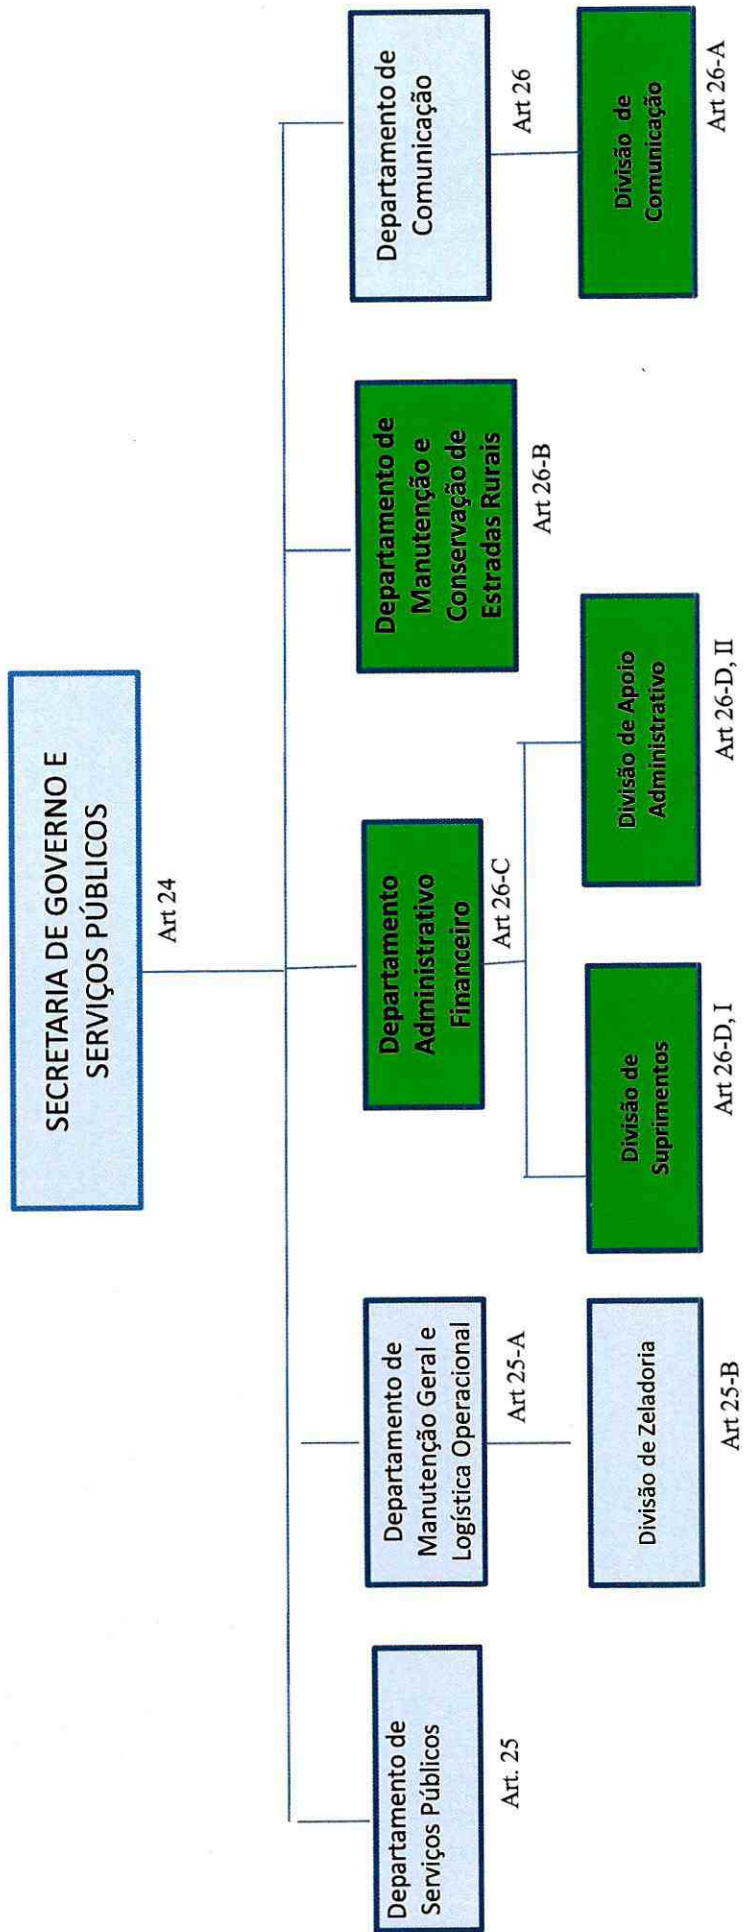 SECRETARIA DE GOVERNO E
SERVIÇOS PÚBLICOS
Art 24
Departamento de
Serviços Públicos
Art. 25
Departamento de
Manutenção Geral e
Logística Operacional
Art 25-A
Divisão de Zeladoria
Art 25-B
Departamento
Administrativo
Financeiro
Art 26-C
Divisão de
Suprimentos
Art 26-D, I
Divisão de Apoio
Administrativo
Art 26-D, II
Departamento de
Manutenção e
Conservação de
Estradas Rurais
Art 26-B
Departamento de
Comunicação
Art 26
Divisão de
Comunicação
Art 26-A